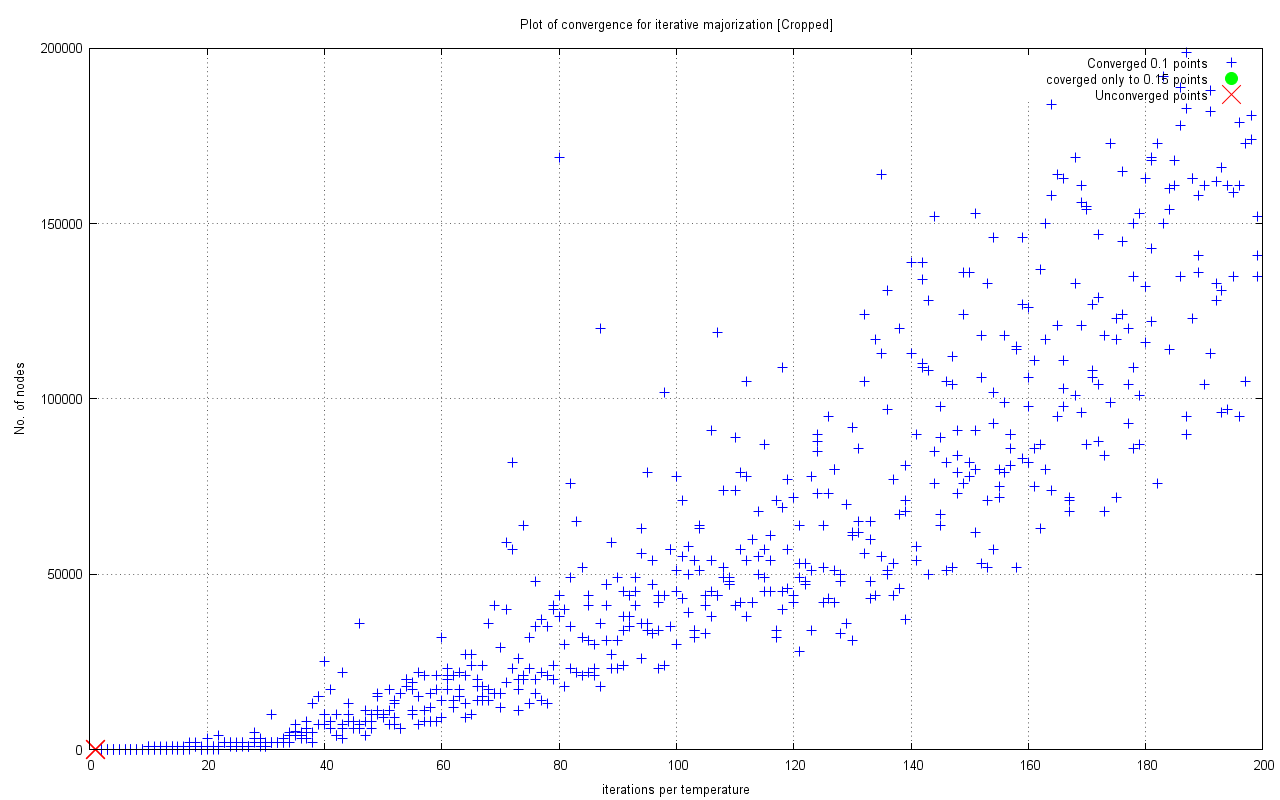 Plot of convergence for iterative majorization [Cropped]
200000
150000
100000
50000
0
No. of nodes
Converged 0.1 points
coverged only to 0.15 points
Unconverged points
0 20 40 60 80 100 120 140 160 180 200
iterations per temperature